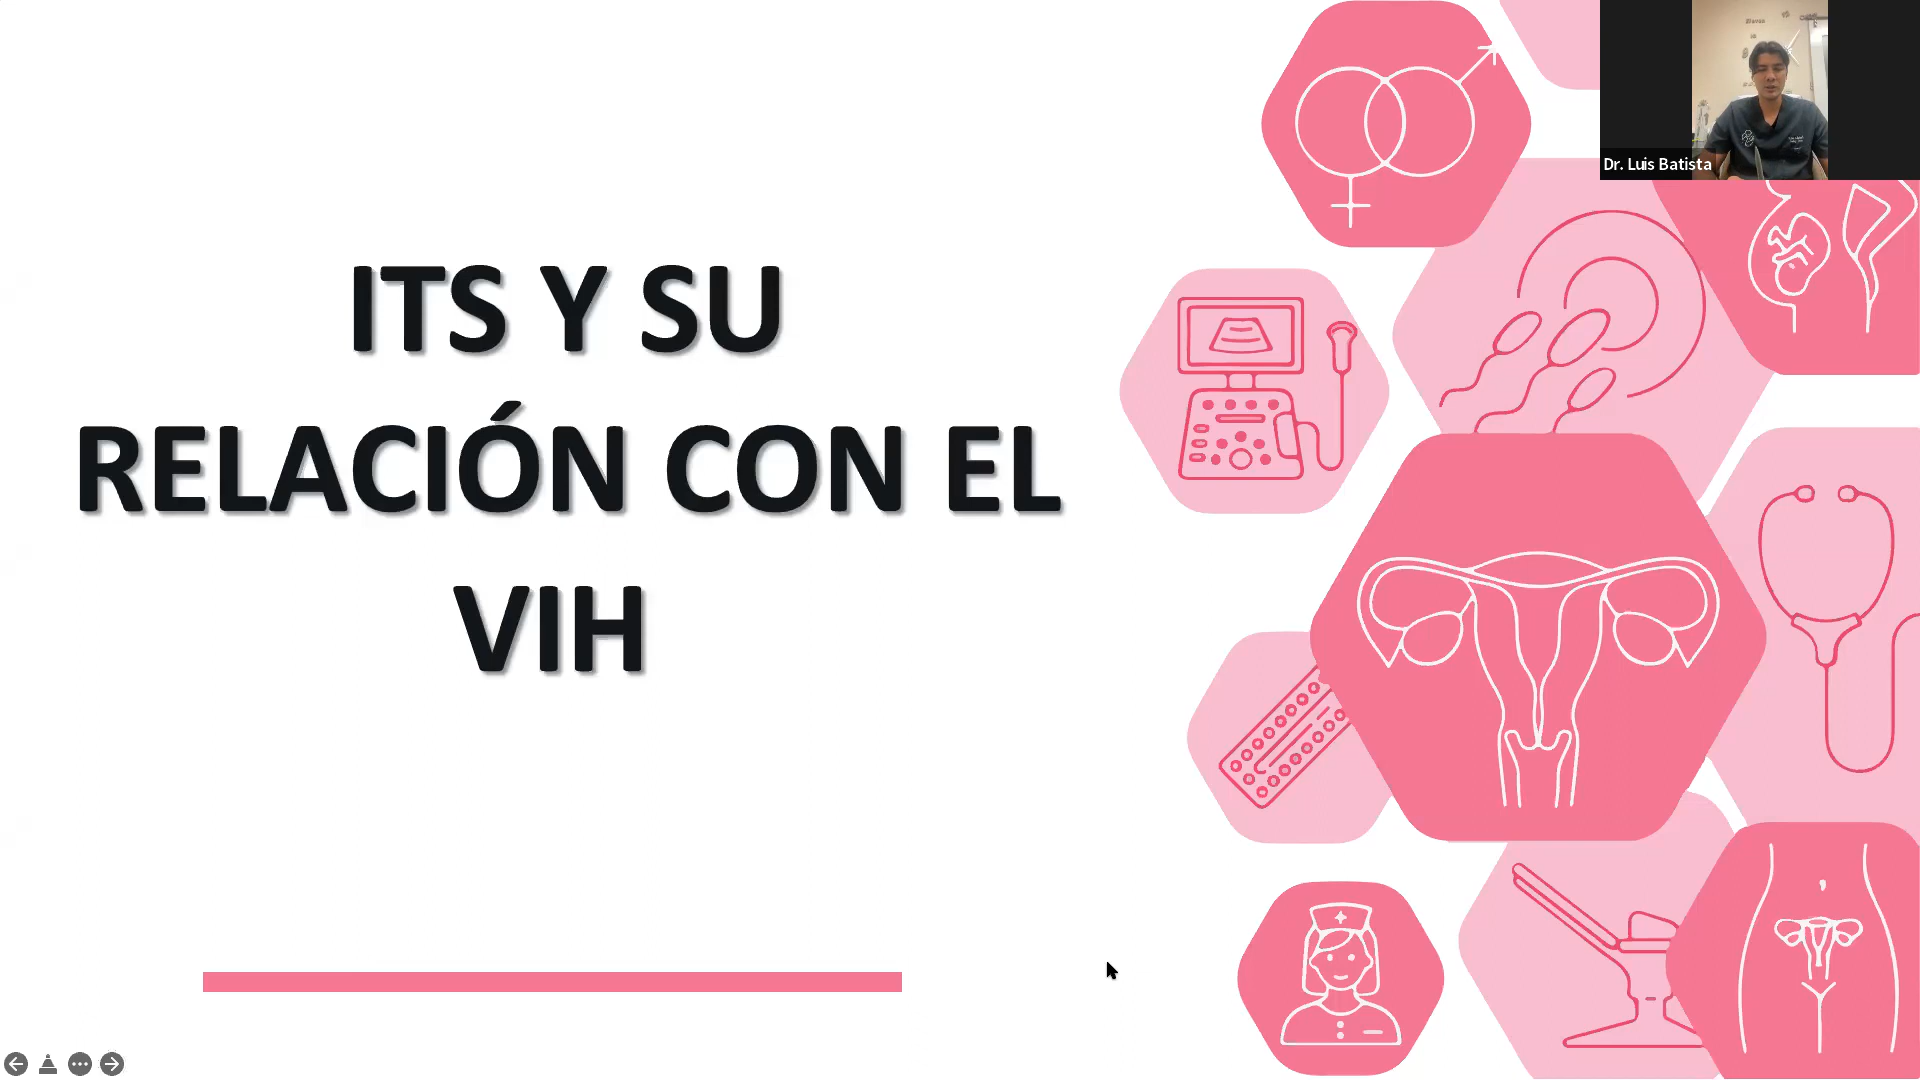 ITS Y SU
RELACIÓN CON EL
VIH
Dr. Luis Batista